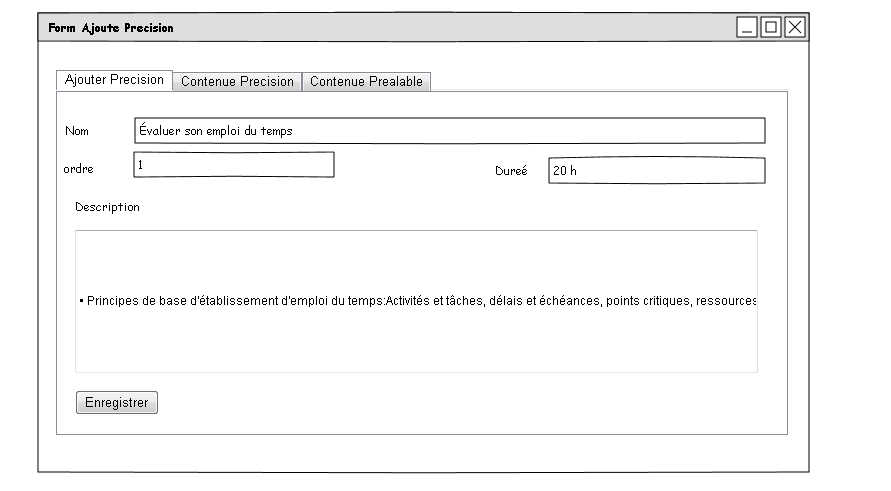 Form Ajoute Precision
Ajouter Precision Contenue Precision Contenue Prealable
Nom Évaluer son emploi du temps
ordre 1 Dureé 20 h
Description
• Principes de base d'établissement d'emploi du temps:Activités et tâches, délais et échéances, points critiques, ressources
Enregistrer